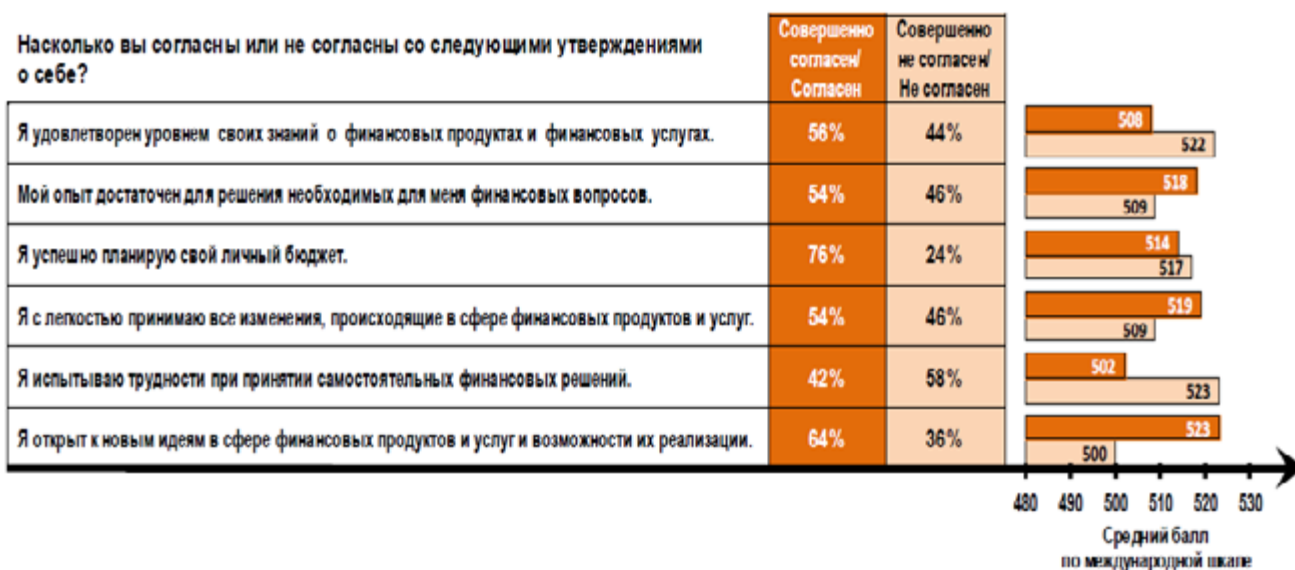 Насколько вы согласны или не согласны со следующими утверждениями
о себе?
Совершенно
согласен/
Согласен
Совершенно
не согласен/
Не согласен
Я удовлетворен уровнем своих знаний о финансовых продуктах и финансовых услугах. 56% 44% 508
522
Мой опыт достаточен для решения необходимых для меня финансовых вопросов. 54% 46% 518
509
Я успешно планирую свой личный бюджет. 76% 24% 514
517
Я с легкостью принимаю все изменения, происходящие в сфере финансовых продуктов и услуг. 54% 46% 519
509
Я испытываю трудности при принятии самостоятельных финансовых решений. 42% 58% 502
523
Я открыт к новым идеям в сфере финансовых продуктов и услуг и возможности их реализации. 64% 36% 523
500
480 490 500 510 520 530
Средний балл
по международной шкале